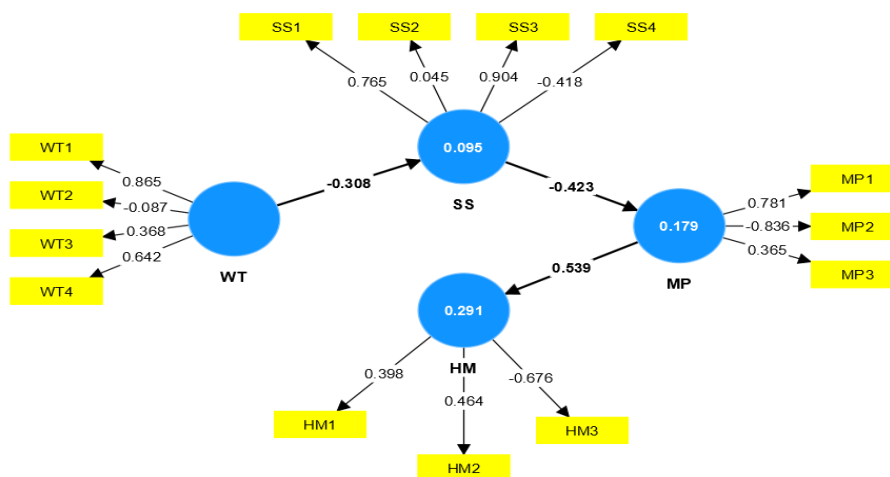 SS1 SS2 SS3 SS4
0.765 0.045 0.904 -0.418
WT1
WT2
WT3
WT4
0.865
-0.087
0.368
0.642
WT
-0.308
0.095
SS
-0.423
0.179
MP
MP1
MP2
MP3
0.781
-0.836
0.365
0.539
0.291
HM
0.398
0.464
-0.676
HM1
HM2
HM3